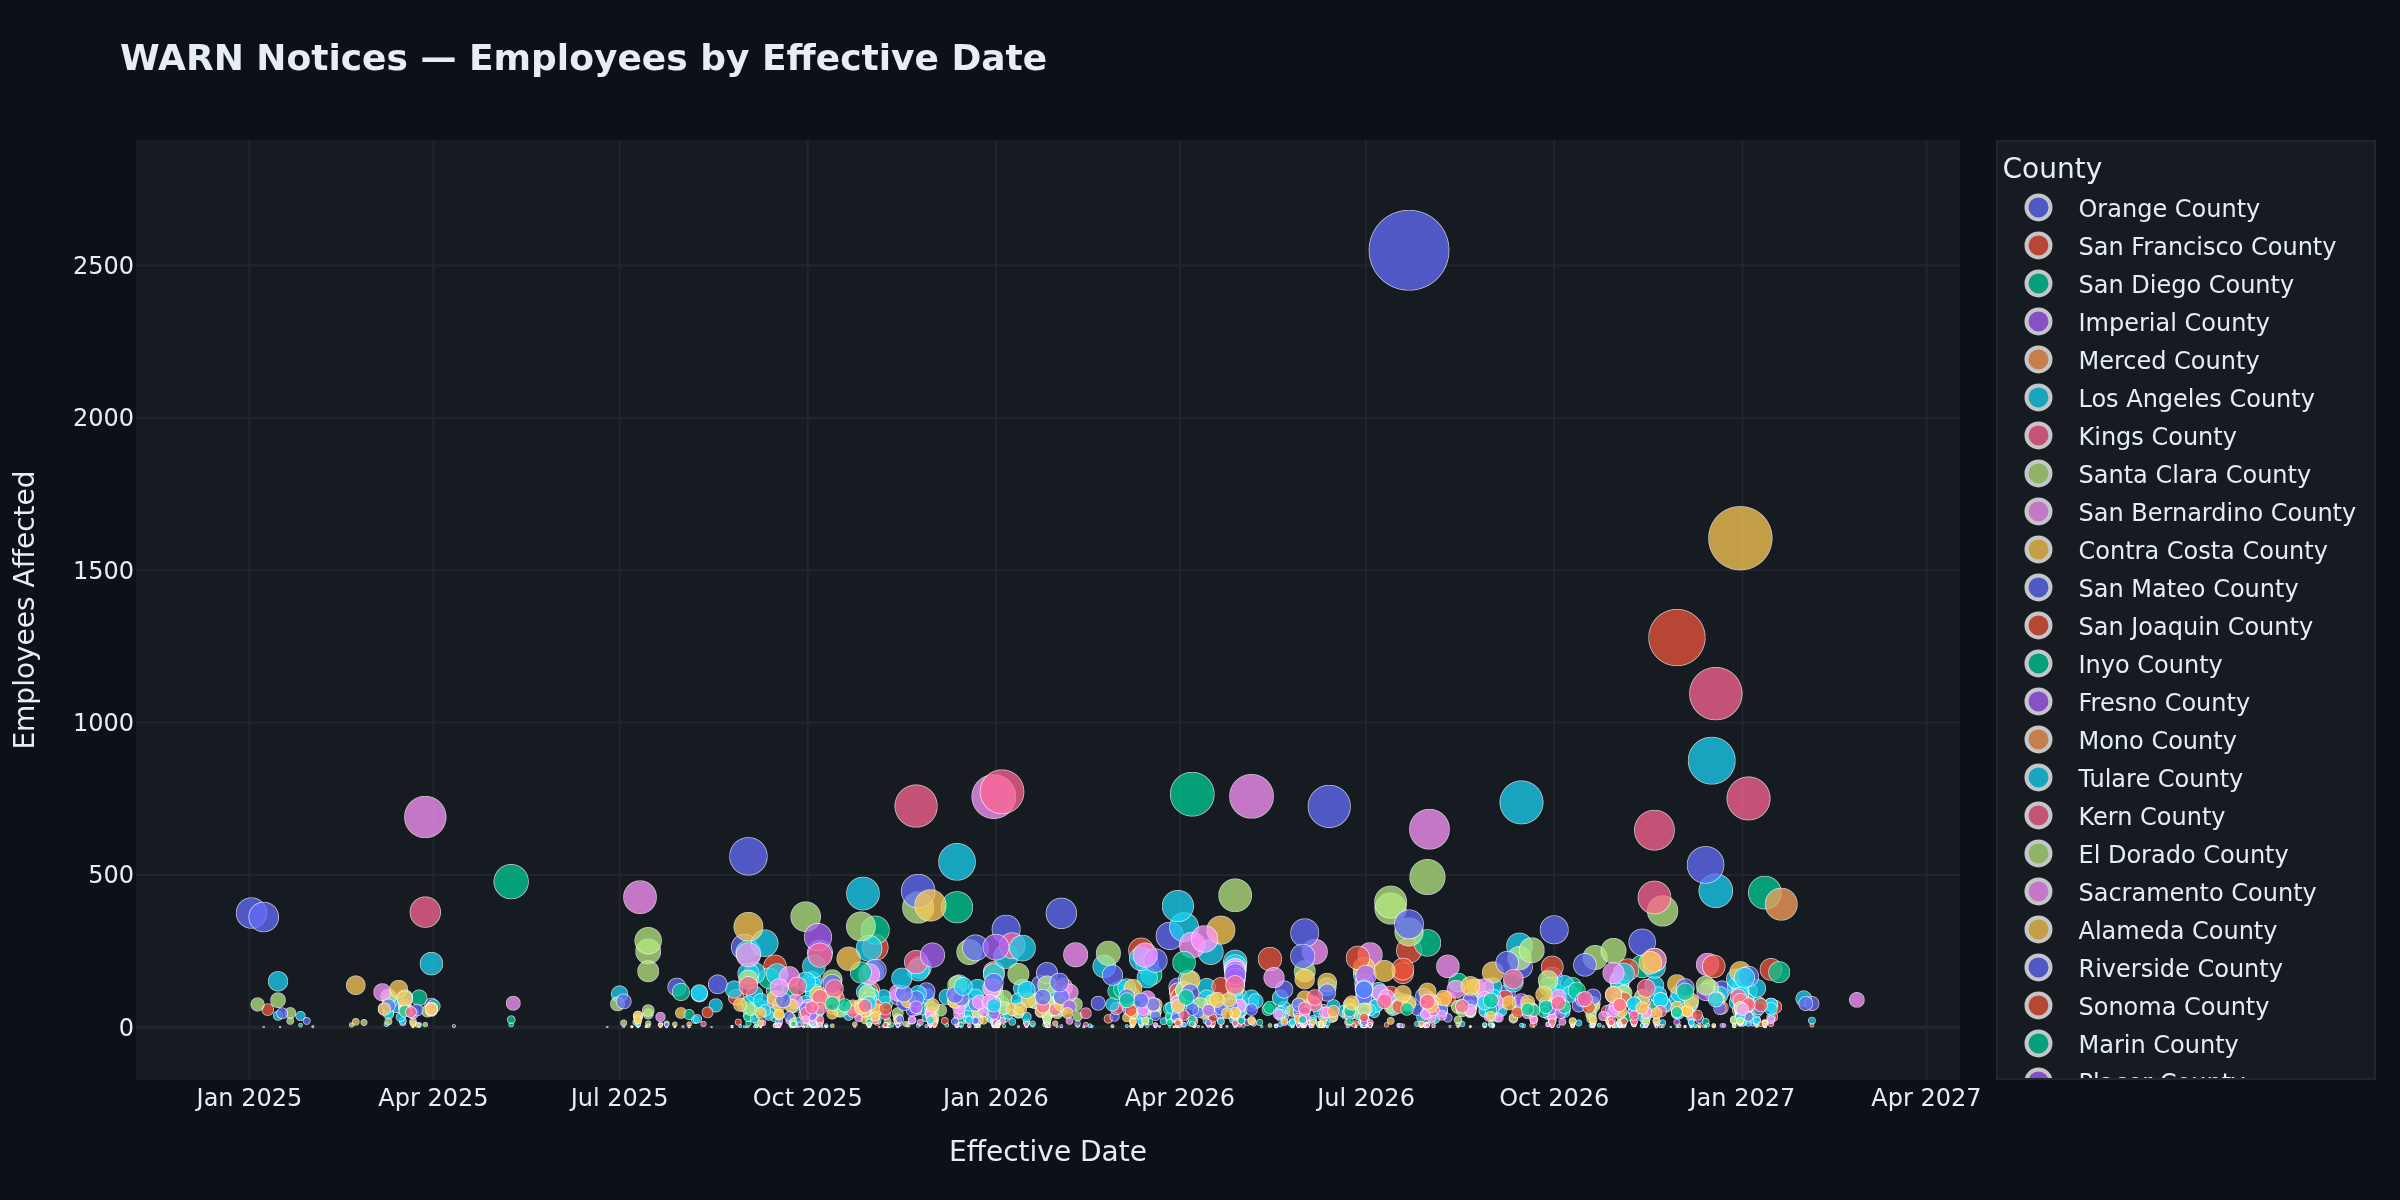 WARN Notices — Employees by Effective Date
Employees Affected
2500
2000
1500
1000
500
0
Jan 2025
Apr 2025
Jul 2025
Oct 2025
Jan 2026
Apr 2026
Jul 2026
Oct 2026
Jan 2027
Apr 2027
Effective Date
County
Orange County
San Francisco County
San Diego County
Imperial County
Merced County
Los Angeles County
Kings County
Santa Clara County
San Bernardino County
Contra Costa County
San Mateo County
San Joaquin County
Inyo County
Fresno County
Mono County
Tulare County
Kern County
El Dorado County
Sacramento County
Alameda County
Riverside County
Sonoma County
Marin County
Placer County